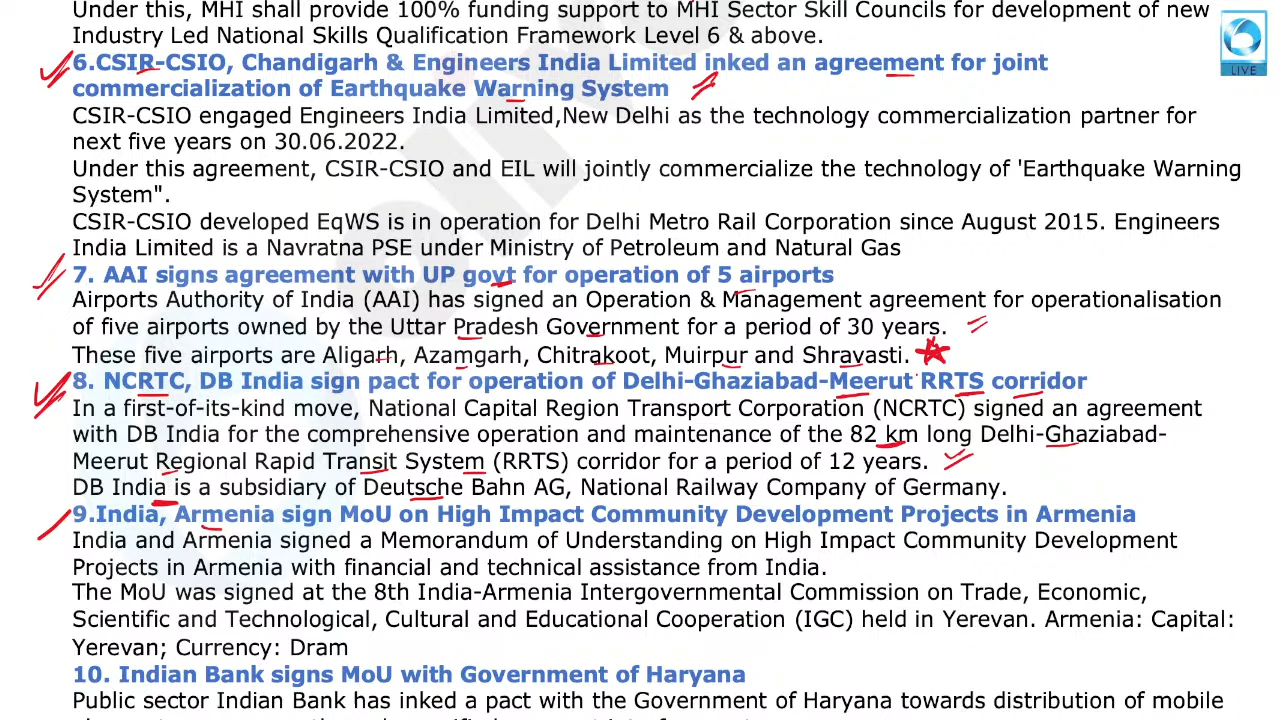 Under this, MHI shall provide 100% funding support to MHI Sector Skill Councils for development of new
Industry Led National Skills Qualification Framework Level 6 & above.
6.CSIR-CSIO, Chandigarh & Engineers India Limited inked an agreement for joint
commercialization of Earthquake Warning System
CSIR-CSIO engaged Engineers India Limited,New Delhi as the technology commercialization partner for
next five years on 30.06.2022.
Under this agreement, CSIR-CSIO and EIL will jointly commercialize the technology of 'Earthquake Warning
System".
CSIR-CSIO developed EqWS is in operation for Delhi Metro Rail Corporation since August 2015. Engineers
India Limited is a Navratna PSE under Ministry of Petroleum and Natural Gas
7. AAI signs agreement with UP govt for operation of 5 airports
Airports Authority of India (AAI) has signed an Operation & Management agreement for operationalisation
of five airports owned by the Uttar Pradesh Government for a period of 30 years.
These five airports are Aligarh, Azamgarh, Chitrakoot, Muirpur and Shravasti.
8. NCRTC, DB India sign pact for operation of Delhi-Ghaziabad-Meerut RRTS corridor
In a first-of-its-kind move, National Capital Region Transport Corporation (NCRTC) signed an agreement
with DB India for the comprehensive operation and maintenance of the 82 km long Delhi-Ghaziabad-
Meerut Regional Rapid Transit System (RRTS) corridor for a period of 12 years.
DB India is a subsidiary of Deutsche Bahn AG, National Railway Company of Germany.
9.India, Armenia sign MoU on High Impact Community Development Projects in Armenia
India and Armenia signed a Memorandum of Understanding on High Impact Community Development
Projects in Armenia with financial and technical assistance from India.
The MoU was signed at the 8th India-Armenia Intergovernmental Commission on Trade, Economic,
Scientific and Technological, Cultural and Educational Cooperation (IGC) held in Yerevan. Armenia: Capital:
Yerevan; Currency: Dram
10. Indian Bank signs MoU with Government of Haryana
Public sector Indian Bank has inked a pact with the Government of Haryana towards distribution of mobile
LIVE